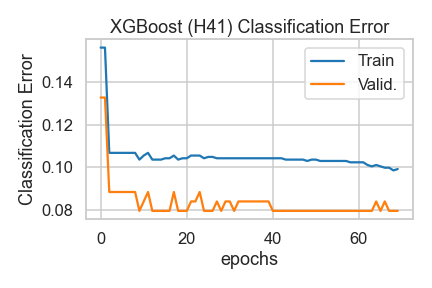 XGBoost (H41) Classification Error
Classification Error
0.14
0.12
0.10
0.08
Train
Valid.
0
20
40
60
epochs